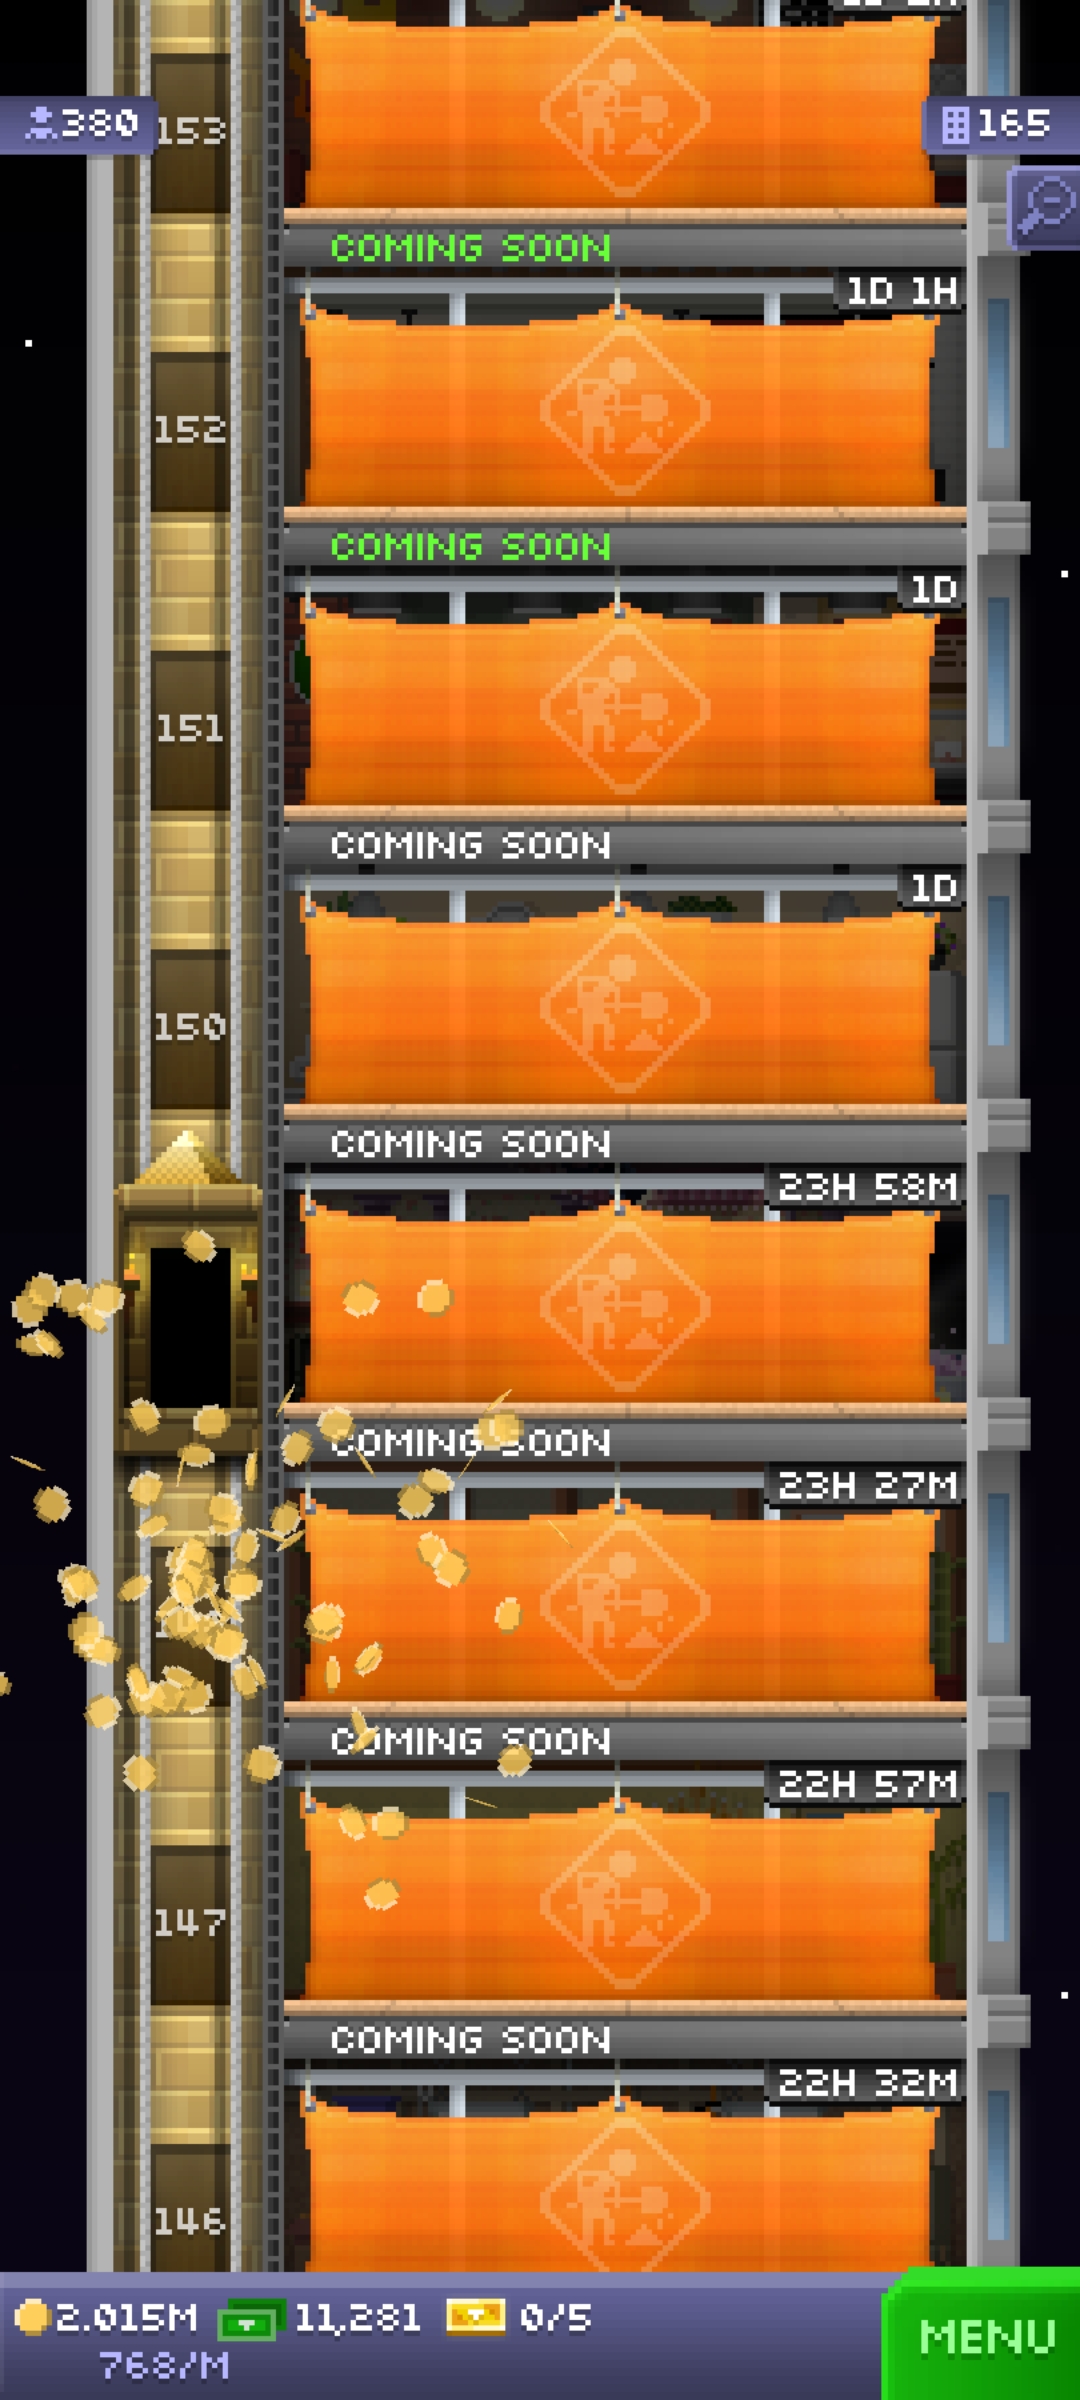 380
153
165
COMING SOON
1D 1H
152
COMING SOON
1D
151
COMING SOON
1D
150
COMING SOON
23H 58M
COMING SOON
23H 27M
COMING SOON
22H 57M
147
COMING SOON
22H 32M
146
2.015M 11,281 0/5
768/M
MENU